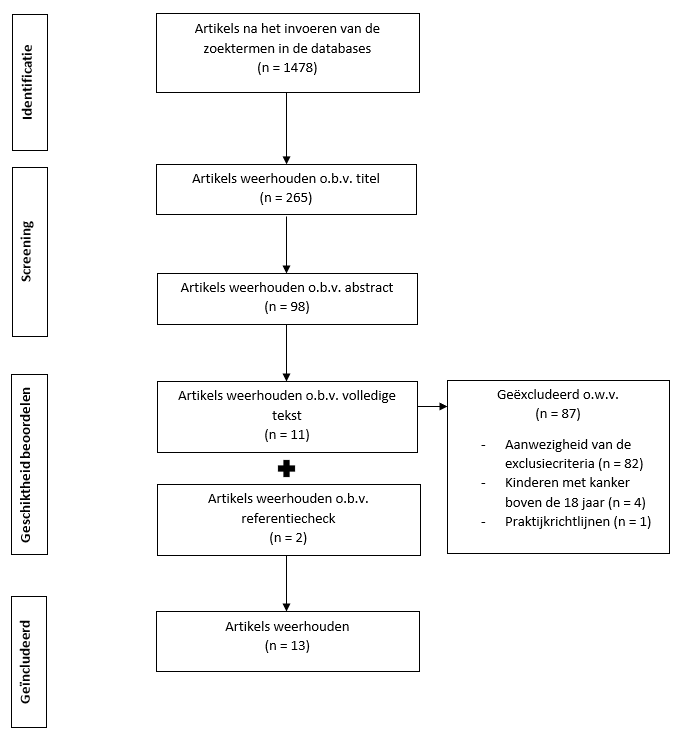 Identificatie
Artikels na het invoeren van de
zoektermen in de databases
(n = 1478)
Screening
Artikels weerhouden o.b.v. titel
(n = 265)
Artikels weerhouden o.b.v. abstract
(n = 98)
Geschiktheid beoordelen
Artikels weerhouden o.b.v. volledige
tekst
(n = 11)
Geëxcludeerd o.w.v.
(n = 87)
- Aanwezigheid van de
exclusiecriteria (n = 82)
- Kinderen met kanker
boven de 18 jaar (n = 4)
- Praktijkrichtlijnen (n = 1)
Artikels weerhouden o.b.v.
referentiecheck
(n = 2)
Geïncludeerd
Artikels weerhouden
(n = 13)